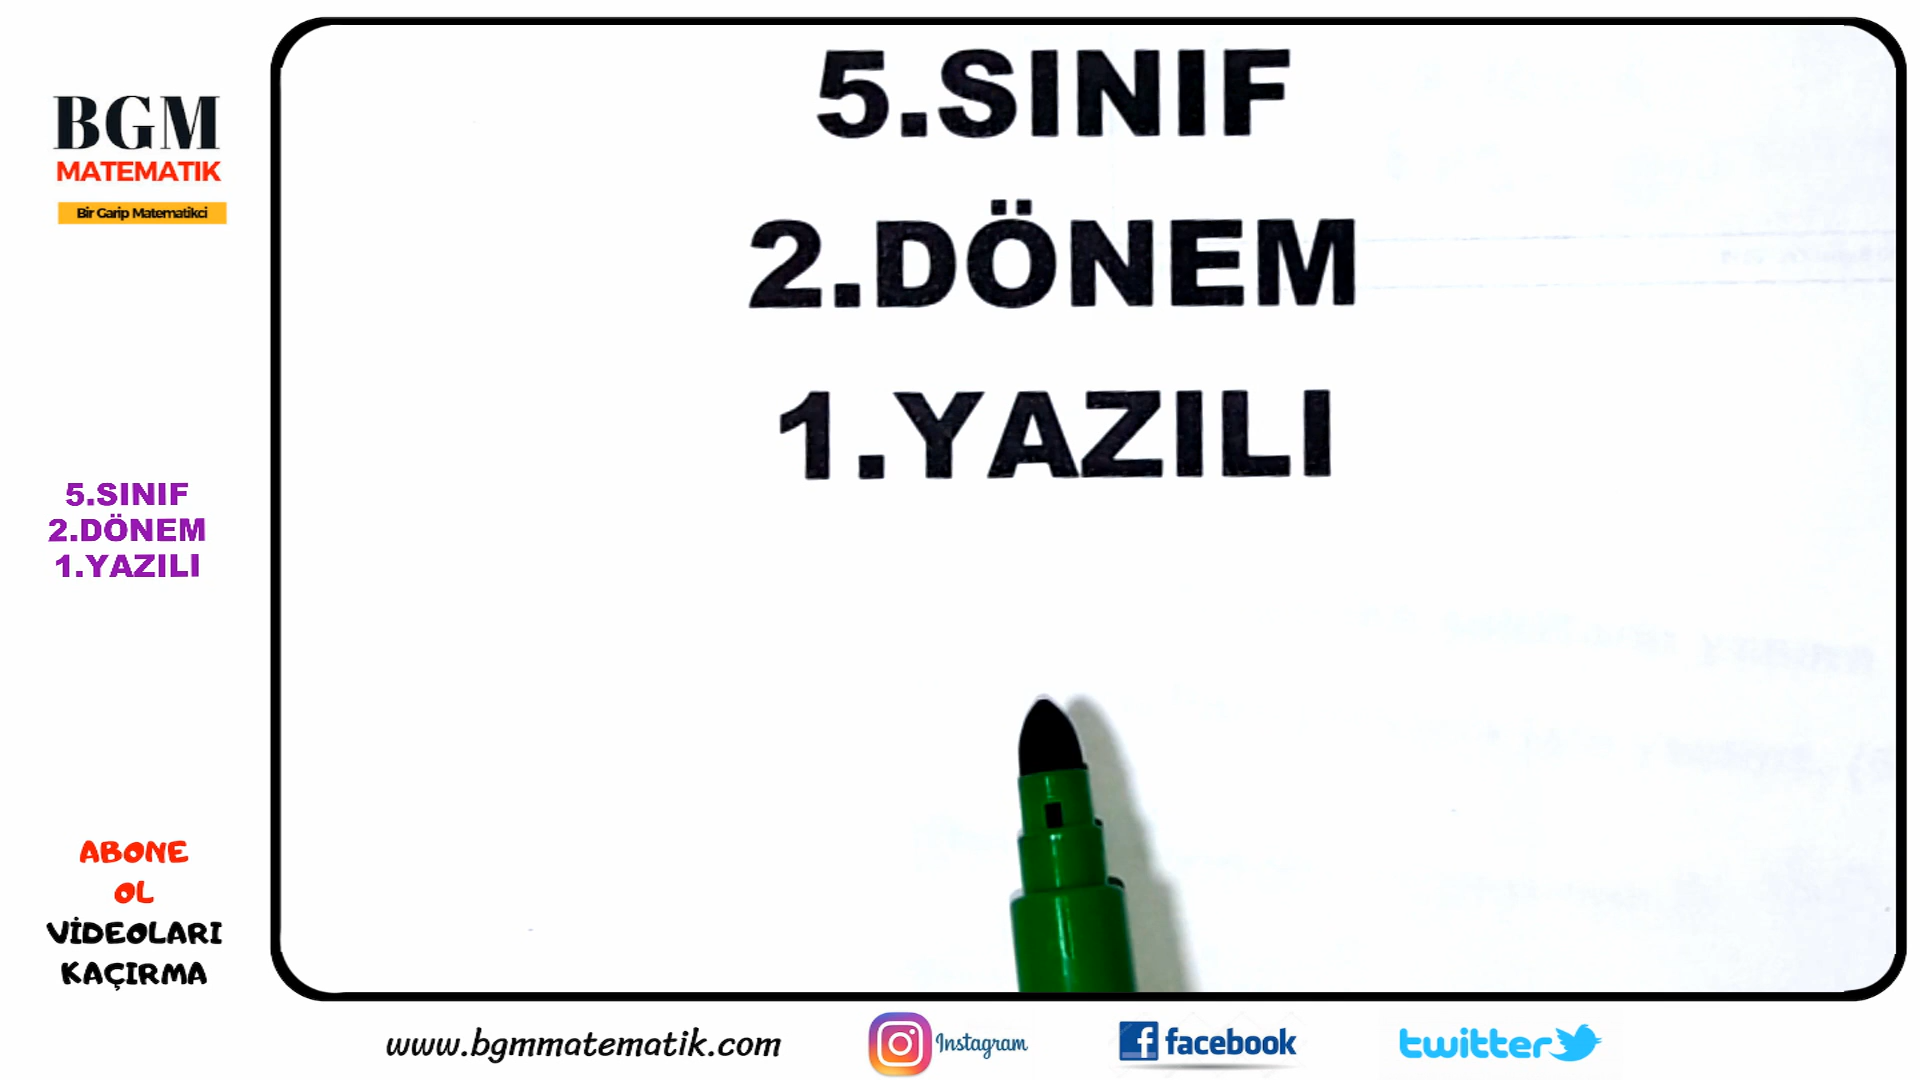 BGM
MATEMATIK
Bir Garip Matematikci
5.SINIF
2.DÖNEM
1.YAZILI
5.SINIF
2.DÖNEM
1.YAZILI
ABONE
OL
VİDEOLARI
KAÇIRMA
www.bgmmatematik.com
Instagram
facebook
twitter